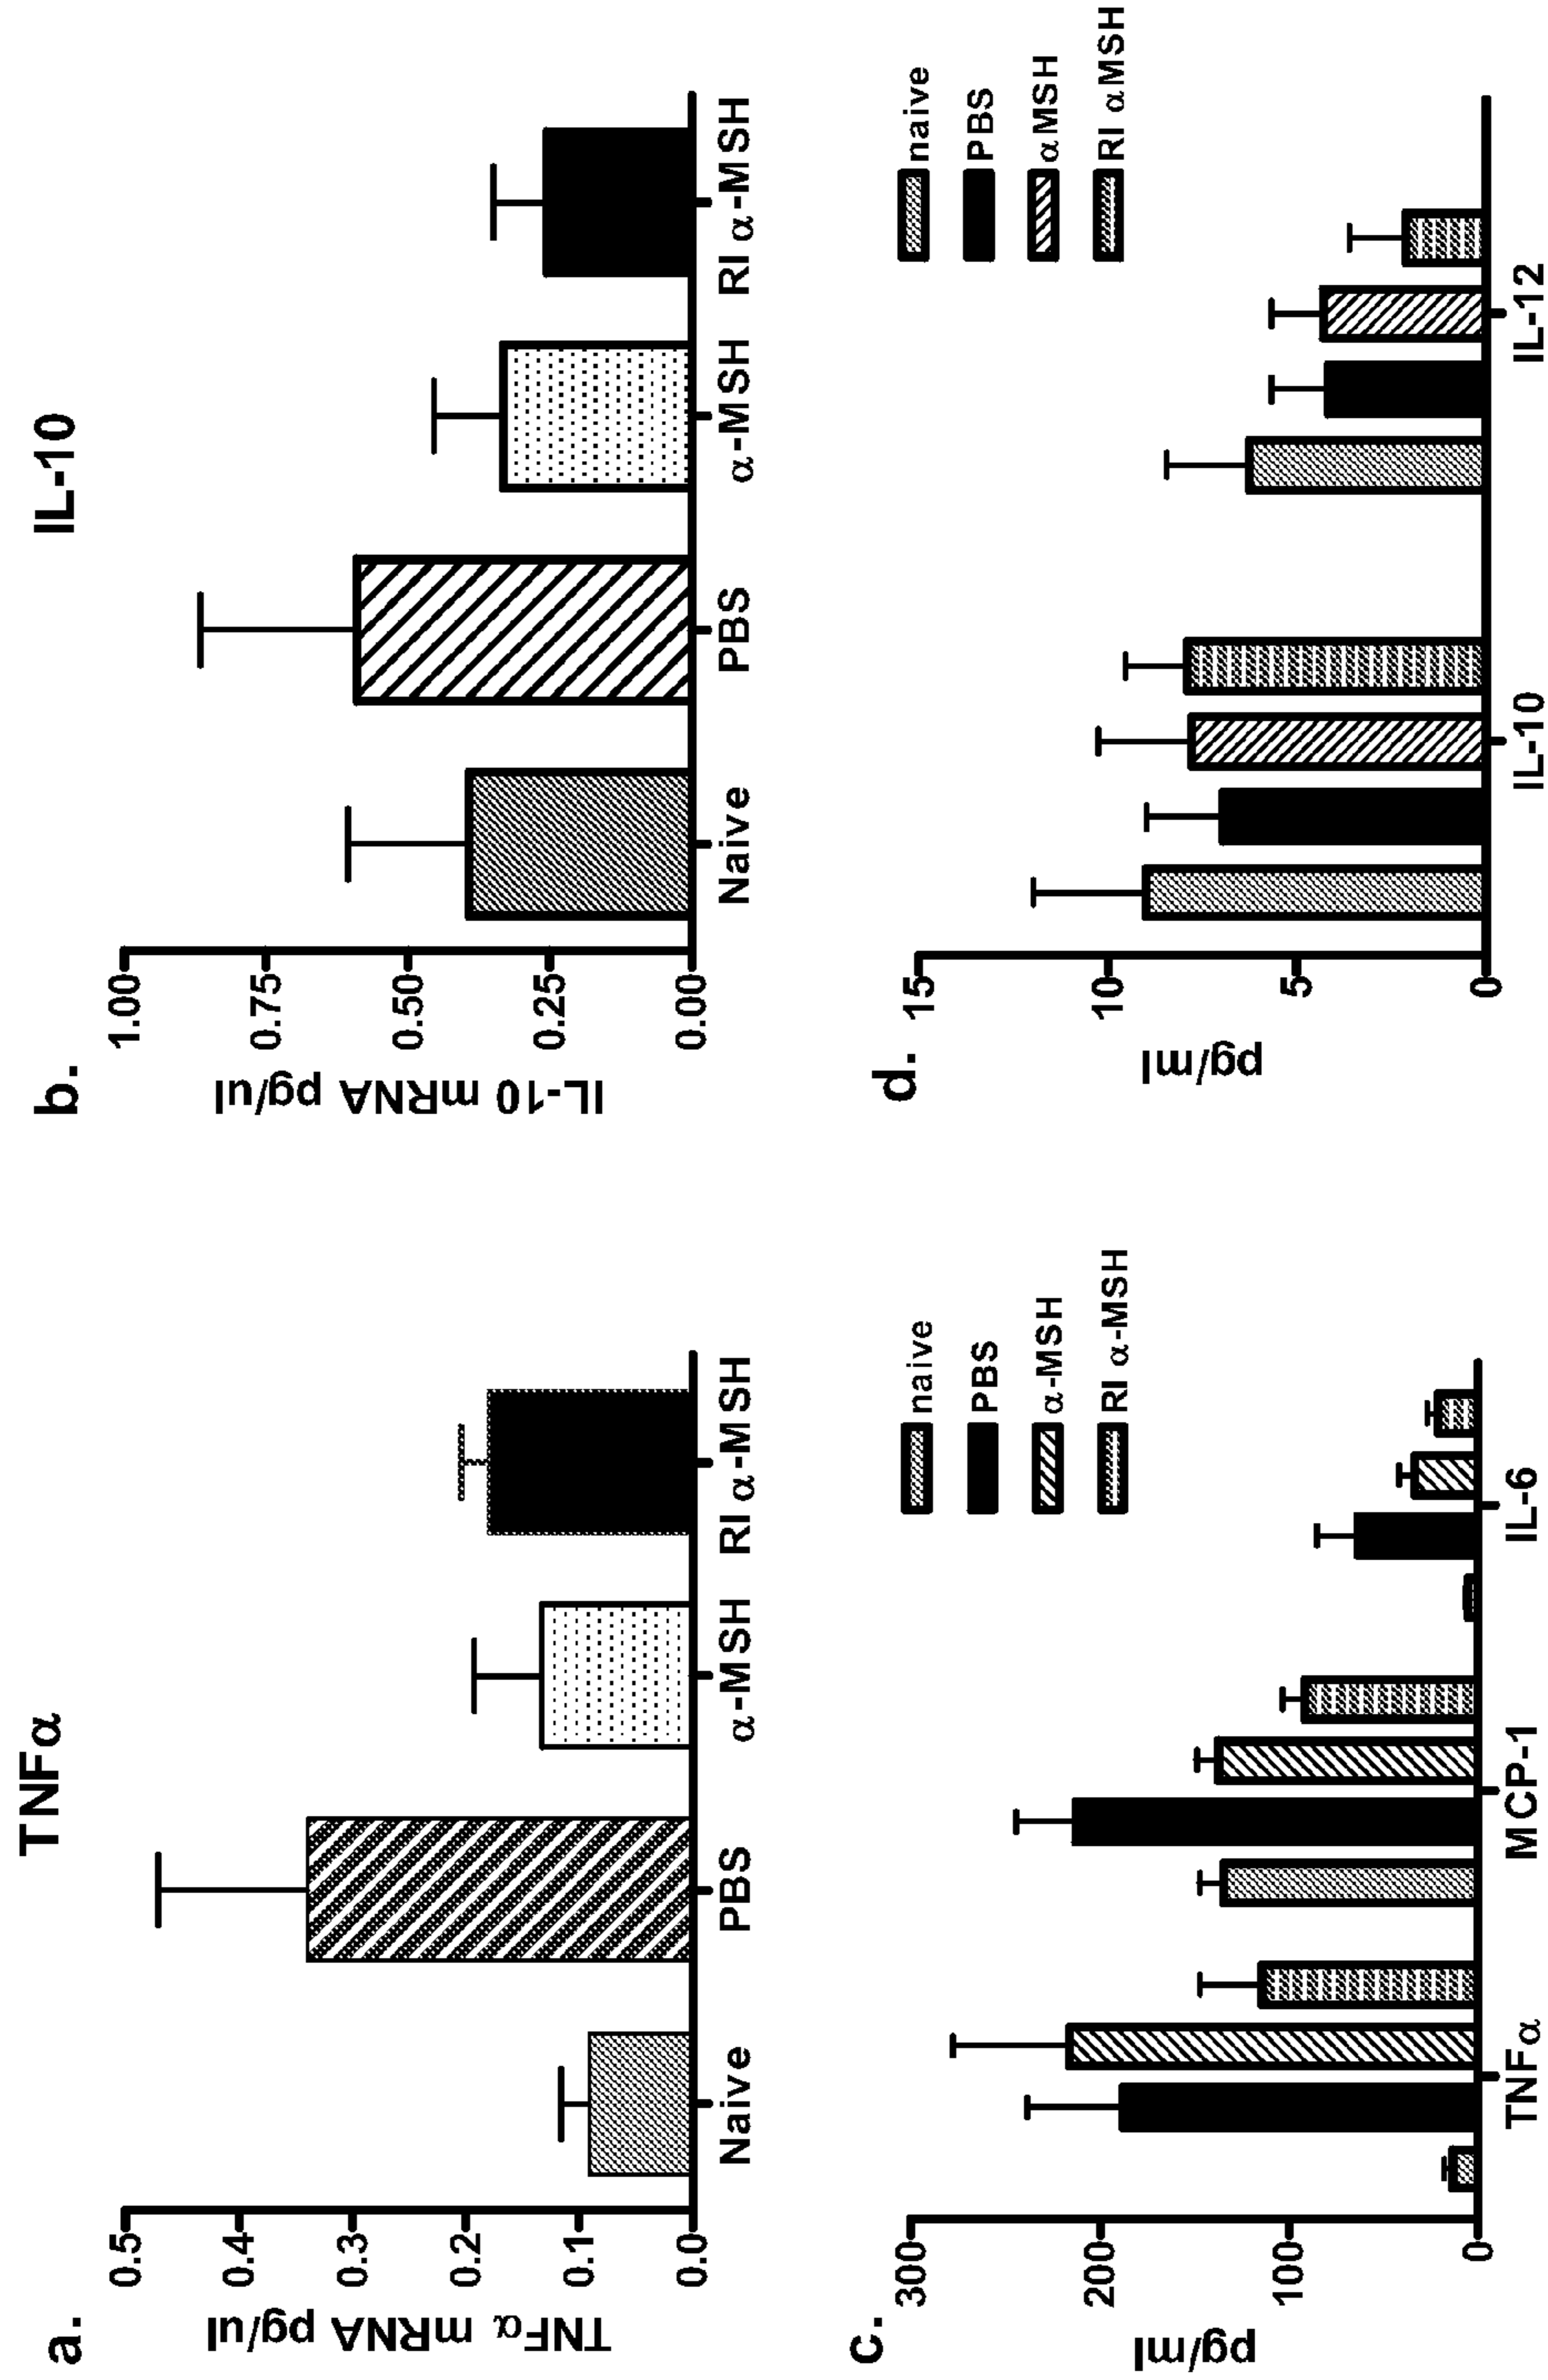 a.
TNFα
TNFα mRNA pg/ul
0.5
0.4
0.3
0.2
0.1
0.0
Naive
PBS
α-MSH
RI α-MSH
b.
IL-10
IL-10 mRNA pg/ul
1.00
0.75
0.50
0.25
0.00
Naive
PBS
α-MSH
RI α-MSH
c.
pg/ml
300
200
100
0
TNFα
MCP-1
IL-6
naive
PBS
α-MSH
RI α-MSH
d.
pg/ml
15
10
5
0
IL-10
IL-12
naive
PBS
αMSH
RI αMSH